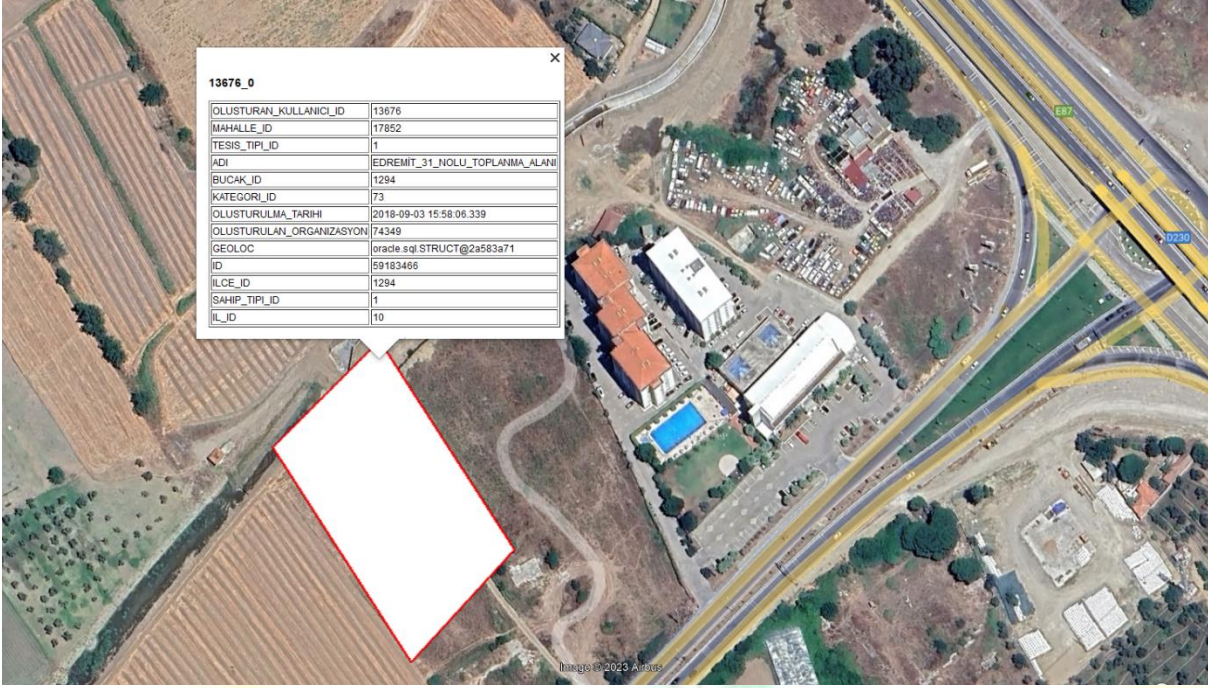 13676_0
OLUSTURAN_KULLANICI_ID 13676
MAHALLE_ID 17852
TESIS_TIPI_ID 1
ADI EDREMİT_31_NOLU_TOPLANMA_ALANI
BUCAK_ID 1294
KATEGORI_ID 73
OLUSTURULMA_TARIHI 2018-09-03 15:58:06.339
OLUSTURULAN_ORGANIZASYON 74349
GEOLOC oracle.sql.STRUCT@2a583a71
ID 59183466
ILCE_ID 1294
SAHIP_TIPI_ID 1
IL_ID 10
E87
D230
Image © 2023 Airbus